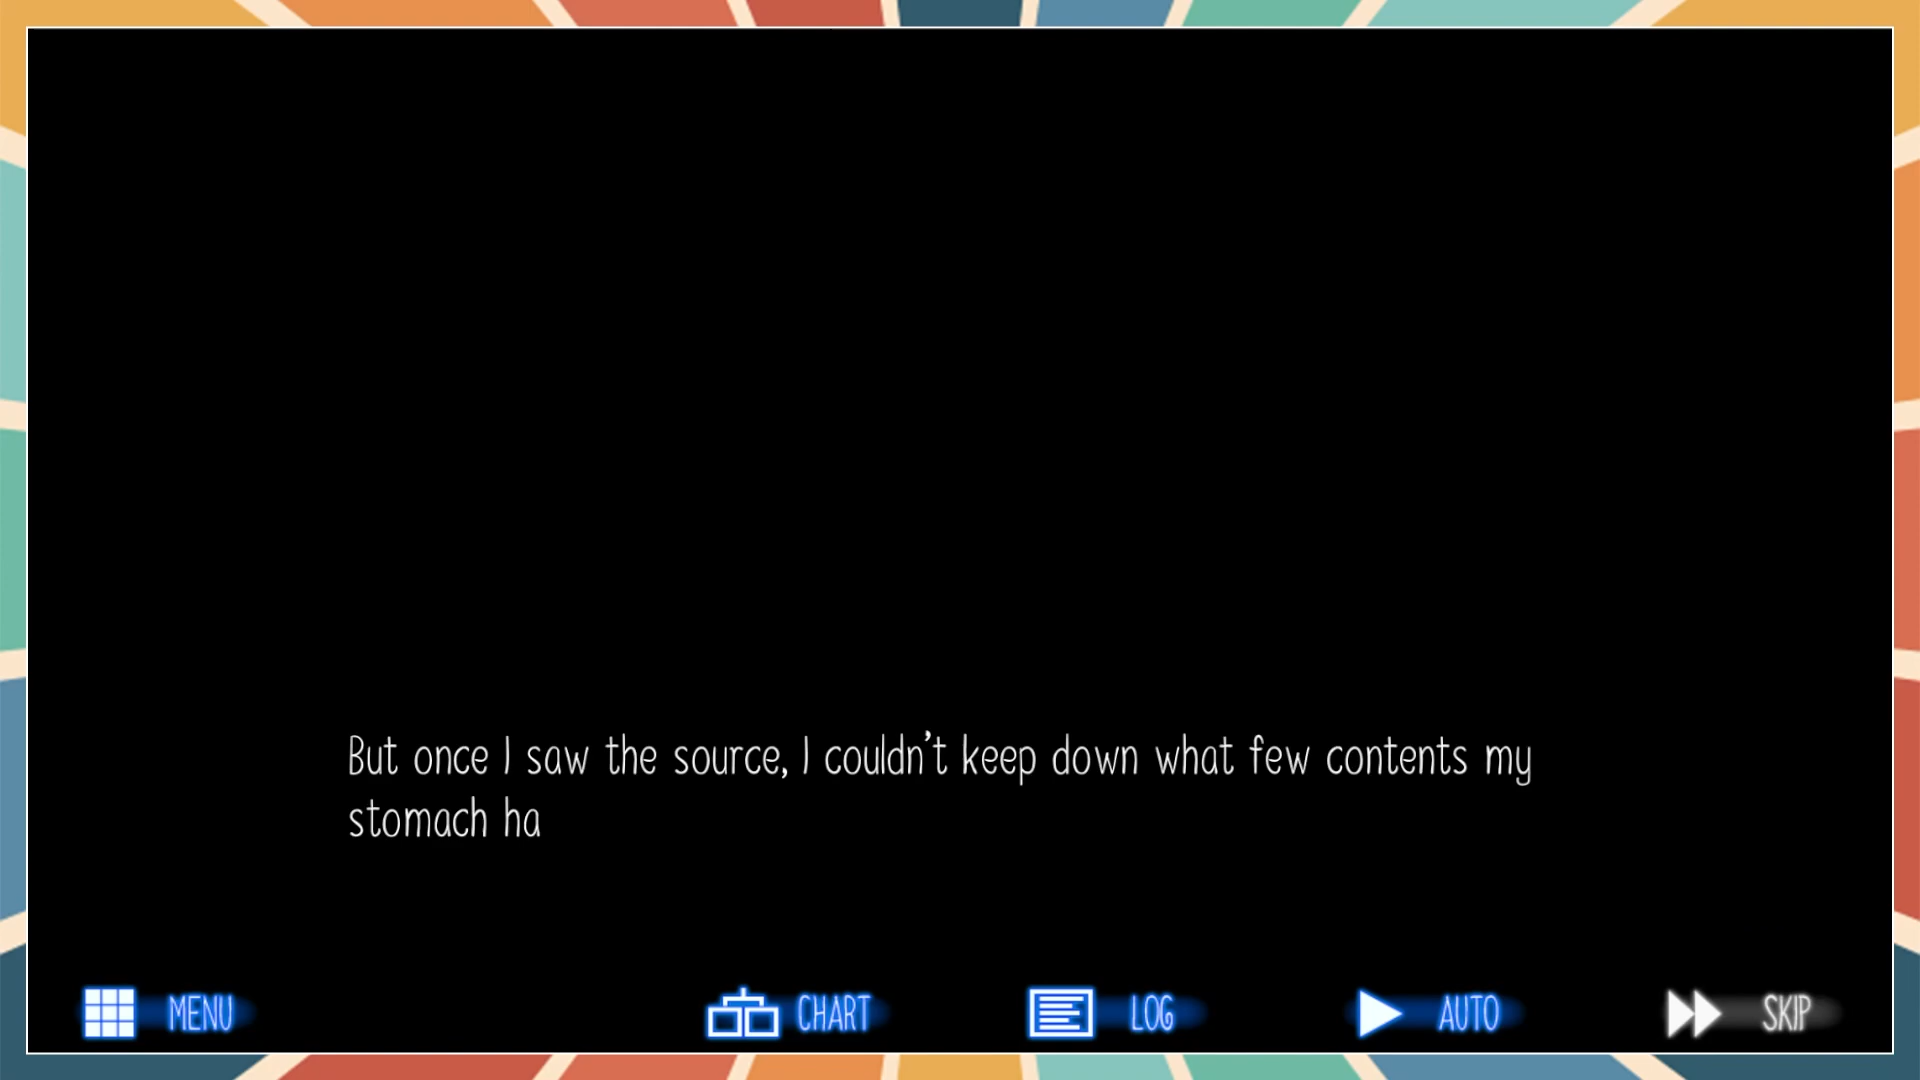 But once I saw the source, I couldn't keep down what few contents my
stomach ha
MENU CHART LOG AUTO SKIP